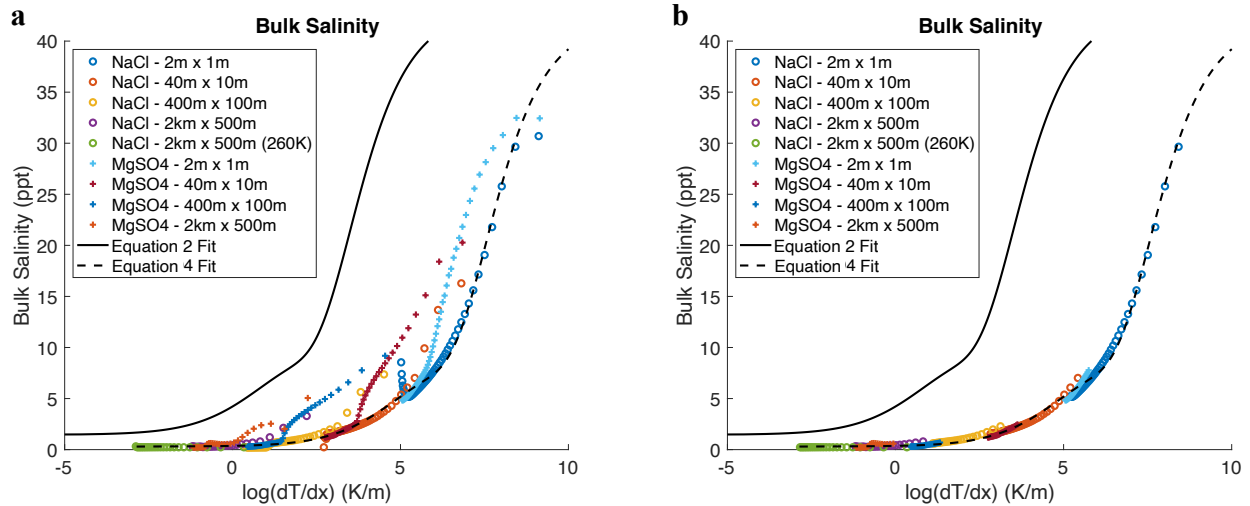 a
Bulk Salinity
40
35
30
25
20
15
10
5
0
Bulk Salinity (ppt)
NaCl - 2m x 1m
NaCl - 40m x 10m
NaCl - 400m x 100m
NaCl - 2km x 500m
NaCl - 2km x 500m (260K)
MgSO4 - 2m x 1m
MgSO4 - 40m x 10m
MgSO4 - 400m x 100m
MgSO4 - 2km x 500m
Equation 2 Fit
Equation 4 Fit
-5 0 5 10
log(dT/dx) (K/m)
b
Bulk Salinity
40
35
30
25
20
15
10
5
0
Bulk Salinity (ppt)
NaCl - 2m x 1m
NaCl - 40m x 10m
NaCl - 400m x 100m
NaCl - 2km x 500m
NaCl - 2km x 500m (260K)
MgSO4 - 2m x 1m
MgSO4 - 40m x 10m
MgSO4 - 400m x 100m
MgSO4 - 2km x 500m
Equation 2 Fit
Equation 4 Fit
-5 0 5 10
log(dT/dx) (K/m)